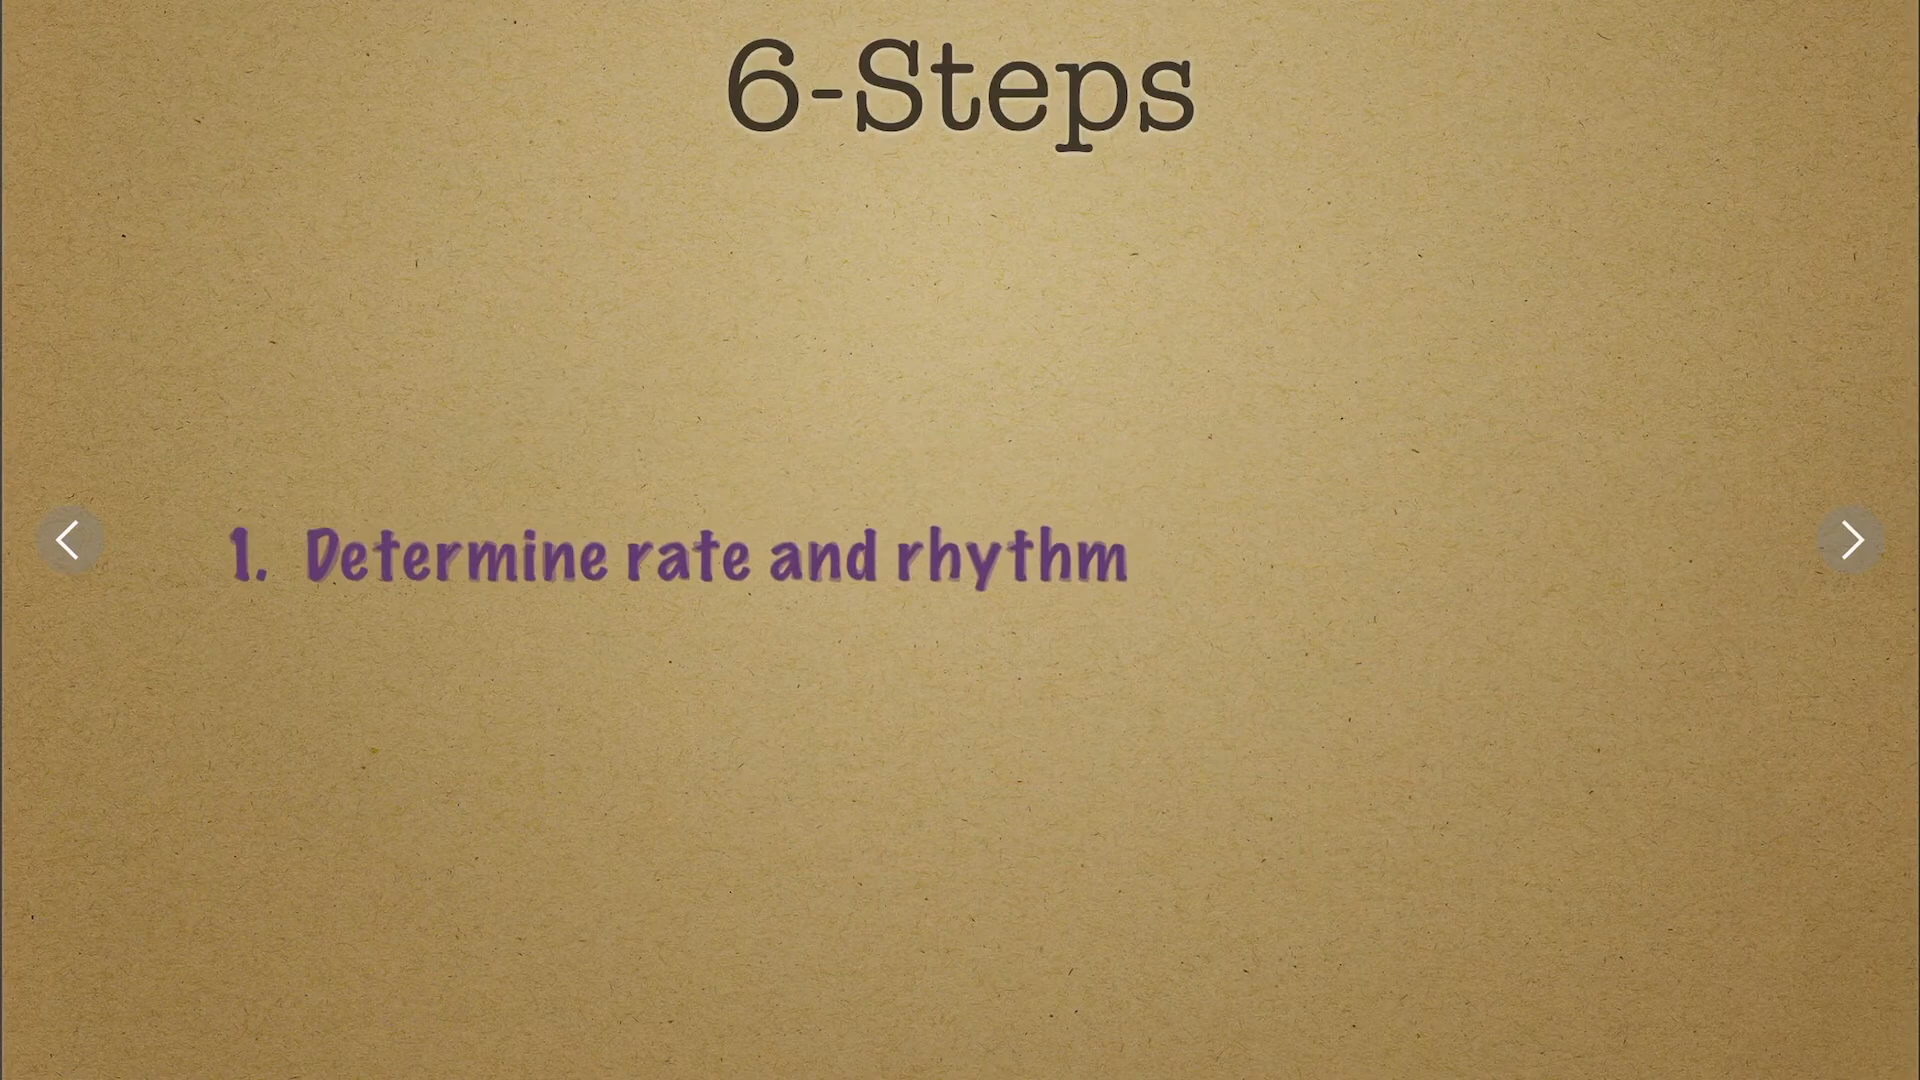 6-Steps
1. Determine rate and rhythm